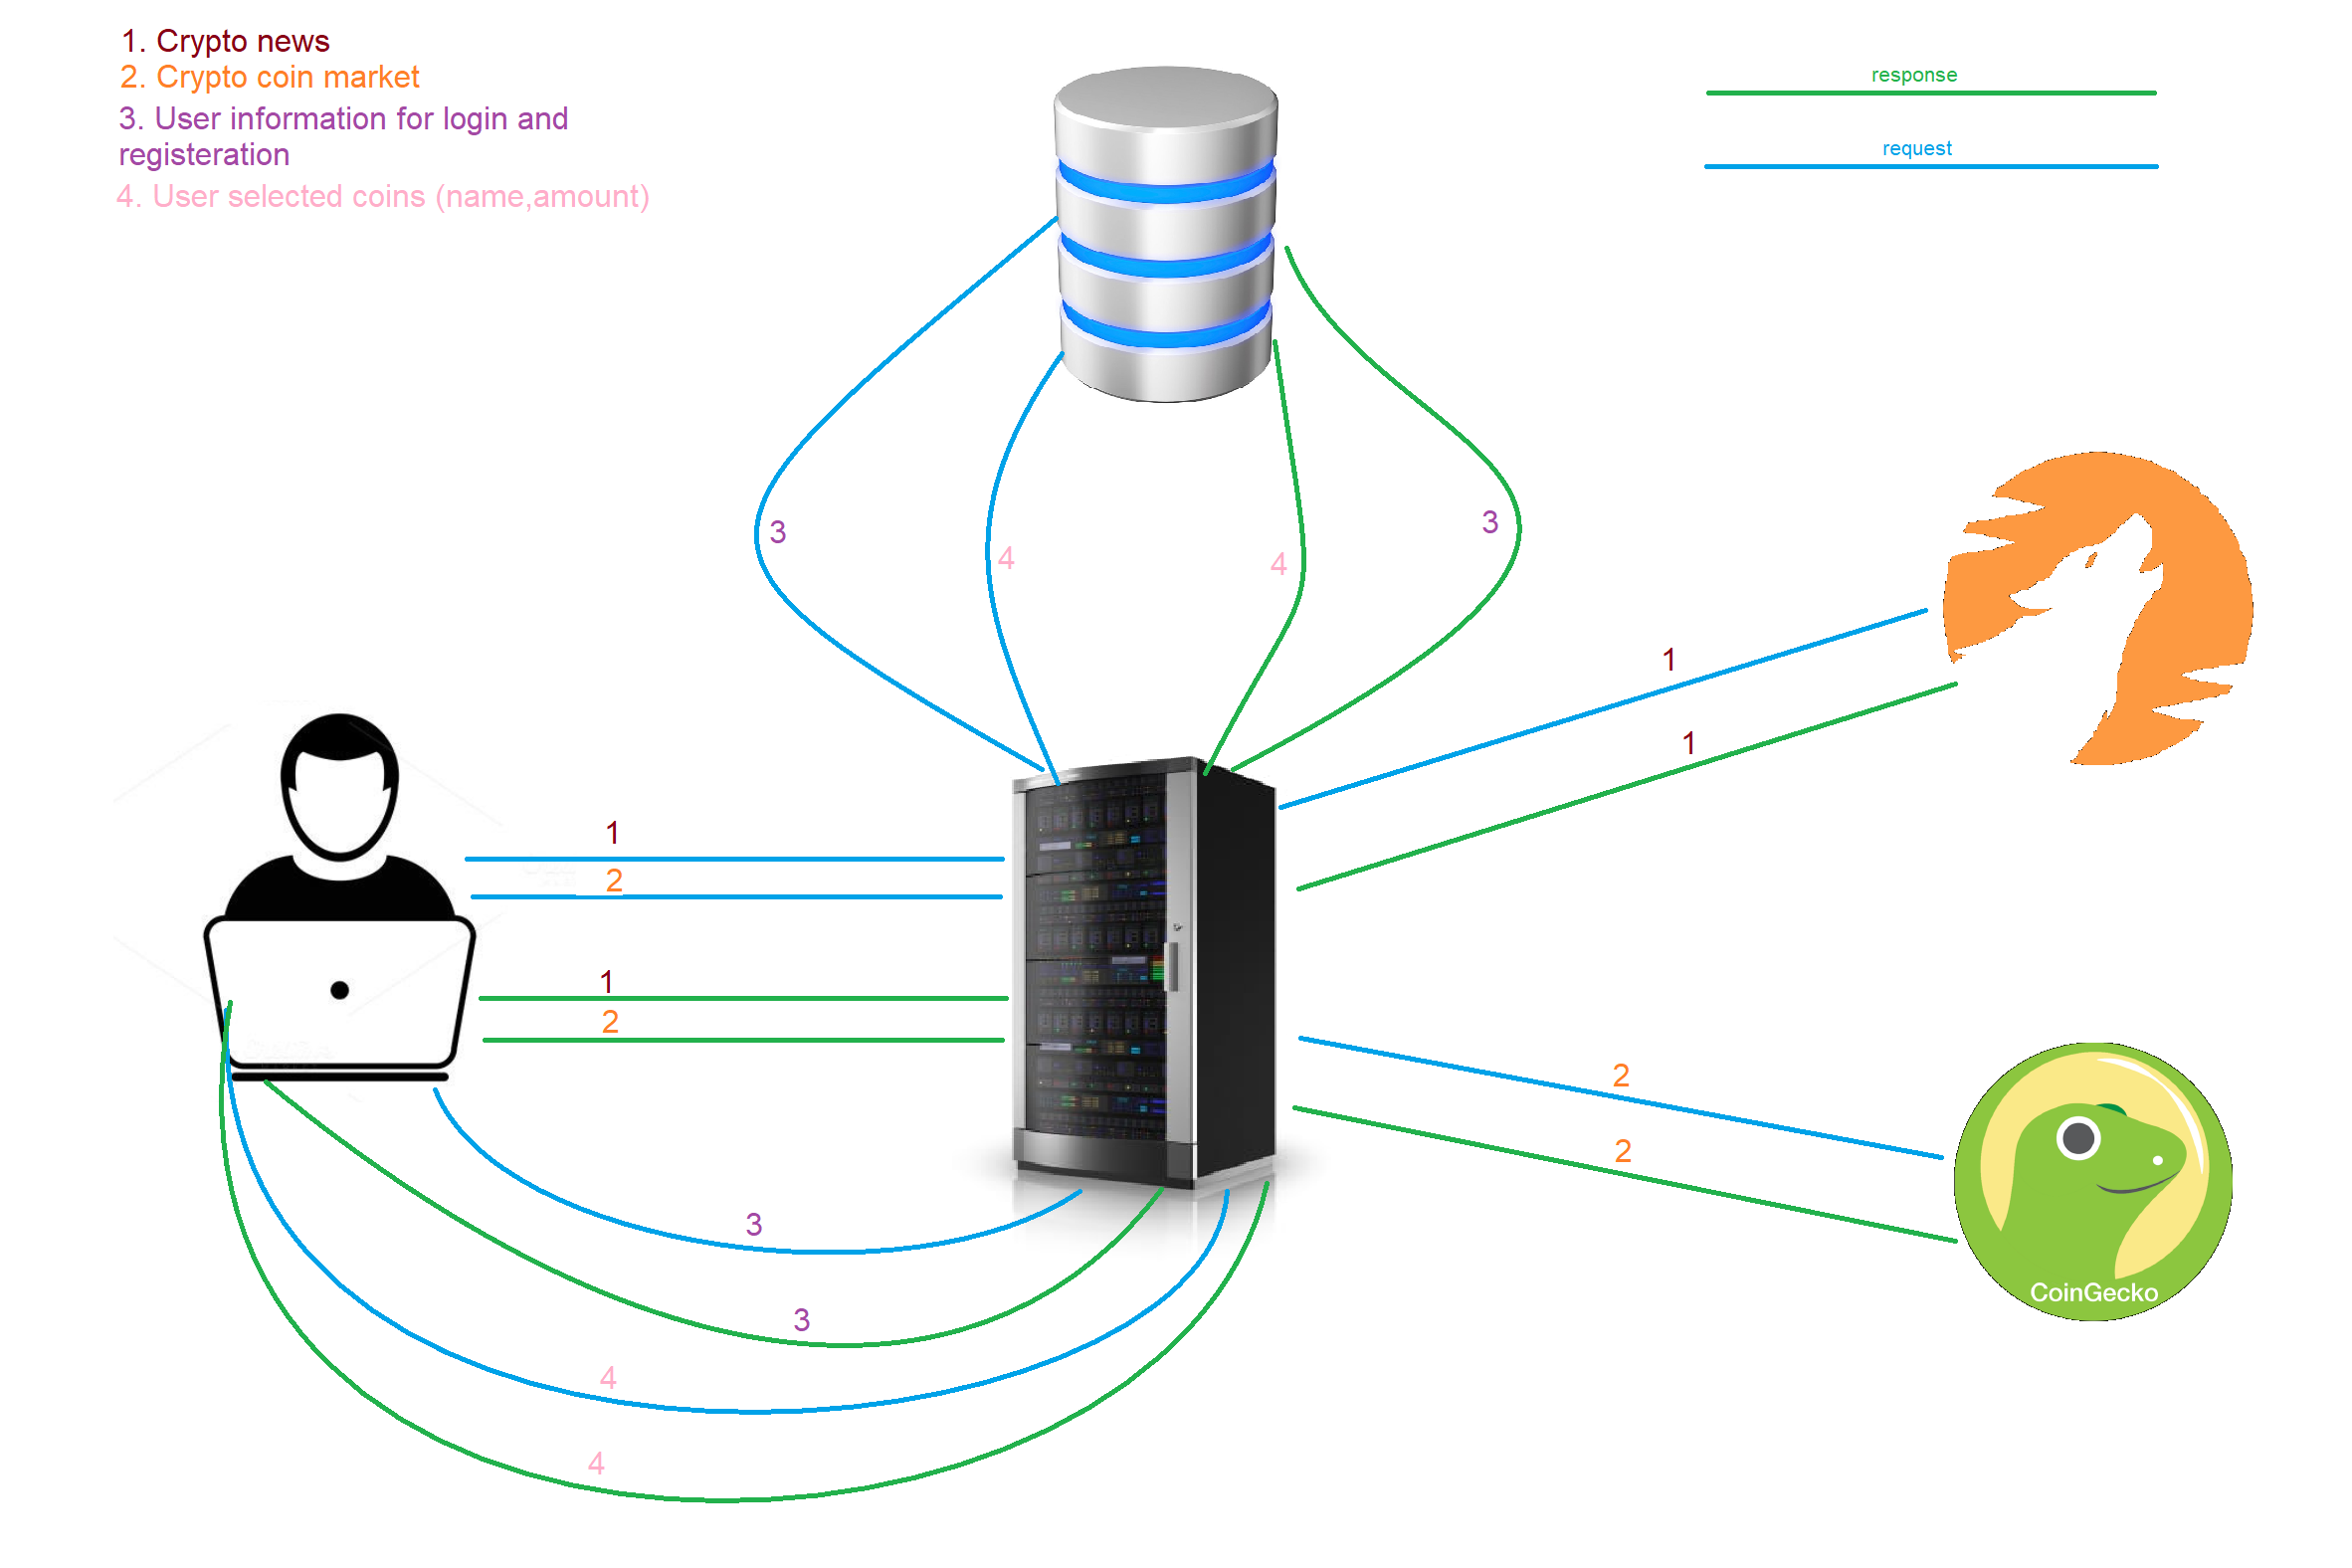 1. Crypto news
2. Crypto coin market
3. User information for login and
registeration
4. User selected coins (name,amount)
response
request
3
4
4
3
1
1
1
2
1
2
2
2
3
3
4
4
CoinGecko